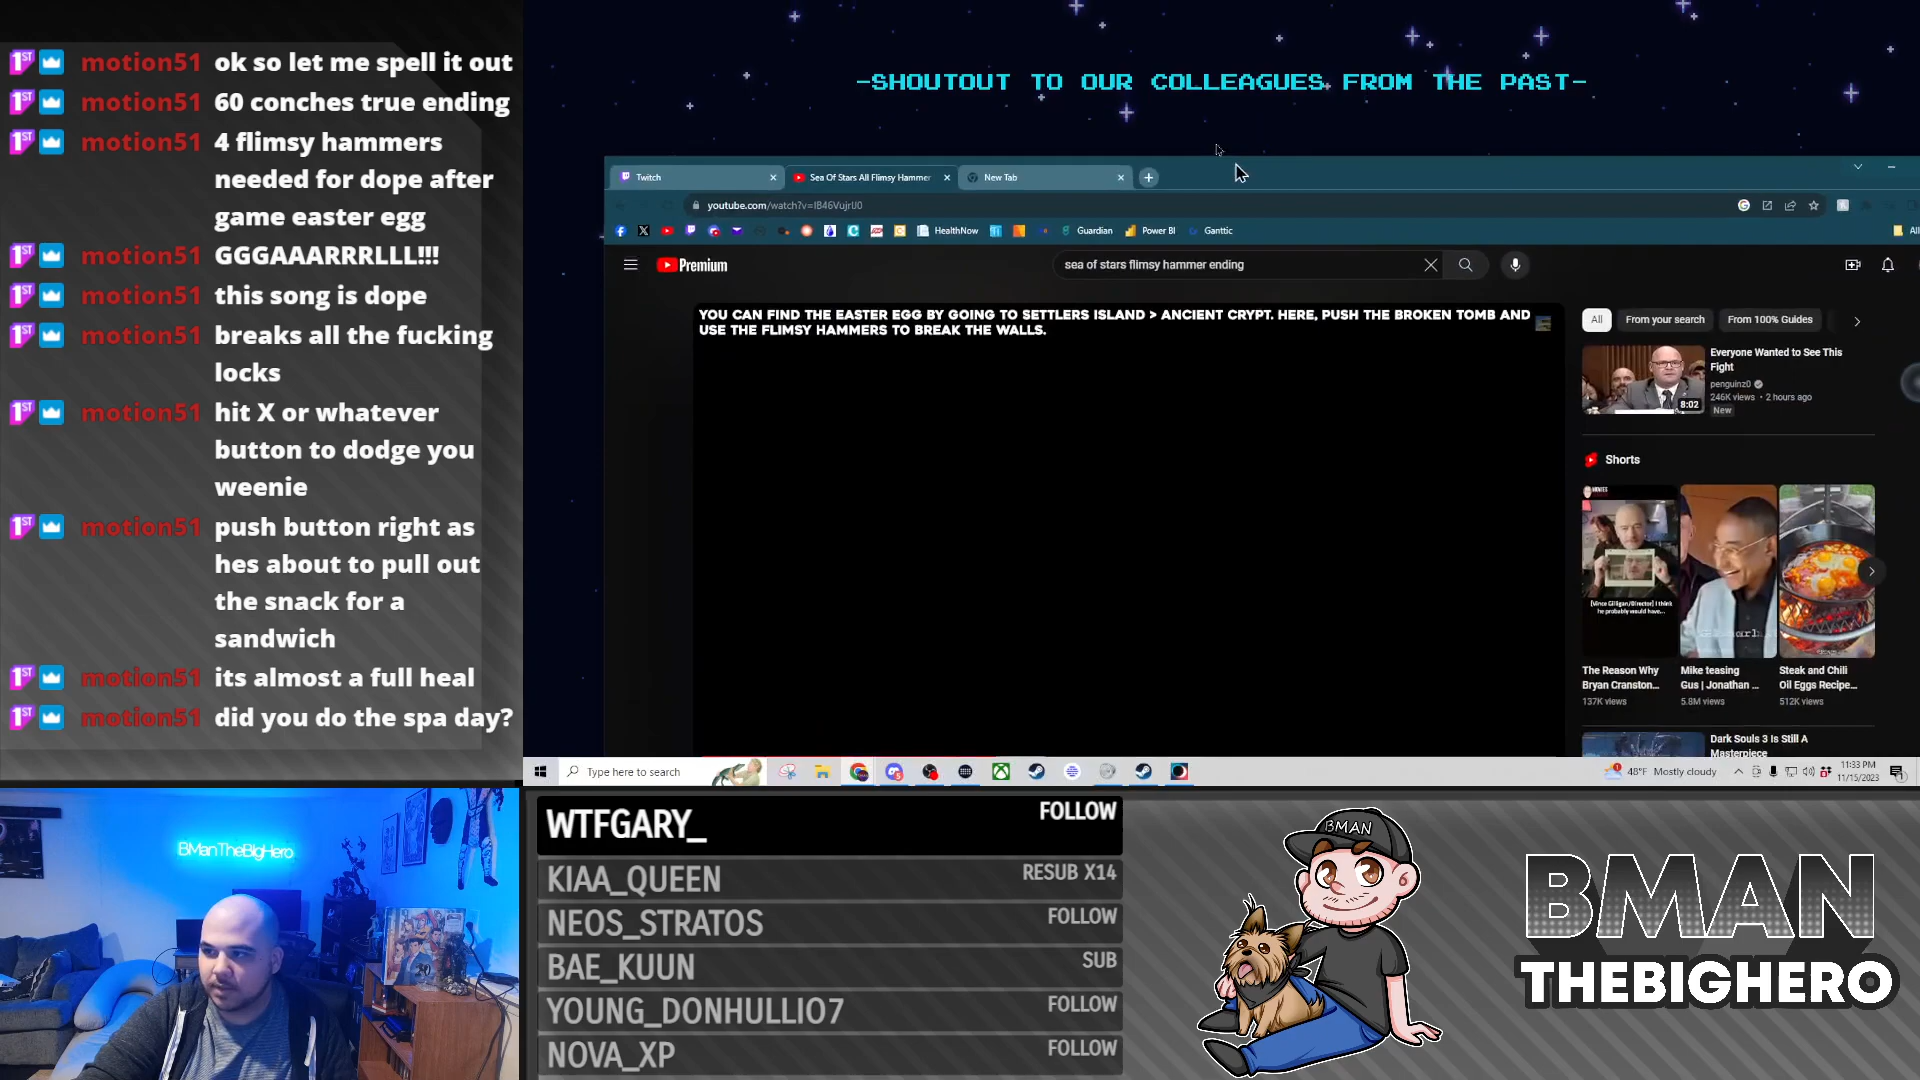 motion51 ok so let me spell it out
motion51 60 conches true ending
motion51 4 flimsy hammers
needed for dope after
game easter egg
motion51 GGGAAARRRLLL!!!
motion51 this song is dope
motion51 breaks all the fucking
locks
motion51 hit X or whatever
button to dodge you
weenie
motion51 push button right as
hes about to pull out
the snack for a
sandwich
motion51 its almost a full heal
motion51 did you do the spa day?
-SHOUTOUT TO OUR COLLEAGUES FROM THE PAST-
Twitch
Sea Of Stars All Flimsy Hammer
New Tab
youtube.com/watch?v=IB46VujrlJ0
HealthNow
Guardian
Power BI
Ganttic
All
Premium
sea of stars flimsy hammer ending
YOU CAN FIND THE EASTER EGG BY GOING TO SETTLERS ISLAND > ANCIENT CRYPT. HERE, PUSH THE BROKEN TOMB AND
USE THE FLIMSY HAMMERS TO BREAK THE WALLS.
All
From your search
From 100% Guides
Everyone Wanted to See This
Fight
penguinz0
246K views • 2 hours ago
New
8:02
Shorts
[Vince Gilligan/Director] I think
he probably would have...
The Reason Why
Bryan Cranston...
137K views
Mike teasing
Gus | Jonathan ...
5.8M views
Steak and Chili
Oil Eggs Recipe...
512K views
Dark Souls 3 Is Still A
Masterpiece
Type here to search
48°F Mostly cloudy
11:33 PM
11/15/2023
BManTheBigHero
WTFGARY_ FOLLOW
KIAA_QUEEN RESUB X14
NEOS_STRATOS FOLLOW
BAE_KUUN SUB
YOUNG_DONHULLIO7 FOLLOW
NOVA_XP FOLLOW
BMAN
BMAN
THEBIGHERO